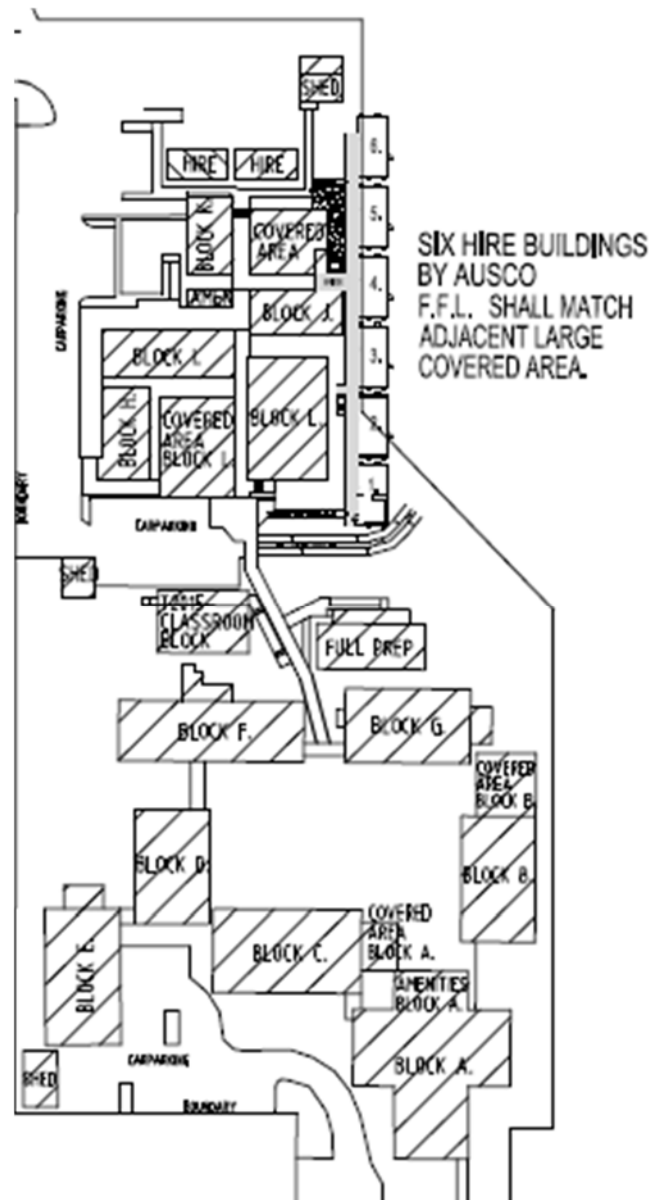 SHED
6.
HIRE HIRE
5.
BLOCK K.
COVERED
AREA
SIX HIRE BUILDINGS
BY AUSCO
F.F.L. SHALL MATCH
ADJACENT LARGE
COVERED AREA.
4.
BLOCK J.
CARPARKING
3.
BLOCK I.
BLOCK H.
COVERED
AREA
BLOCK I.
BLOCK L.
2.
1.
BOUNDARY
CARPARKING
SHED
CLASSROOM
BLOCK
FULL PREP
BLOCK F.
BLOCK G.
COVERED
AREA
BLOCK B
BLOCK D.
BLOCK B.
COVERED
AREA
BLOCK A.
BLOCK E.
BLOCK C.
AMENITIES
BLOCK A.
CARPARKING
BLOCK A.
SHED
BOUNDARY